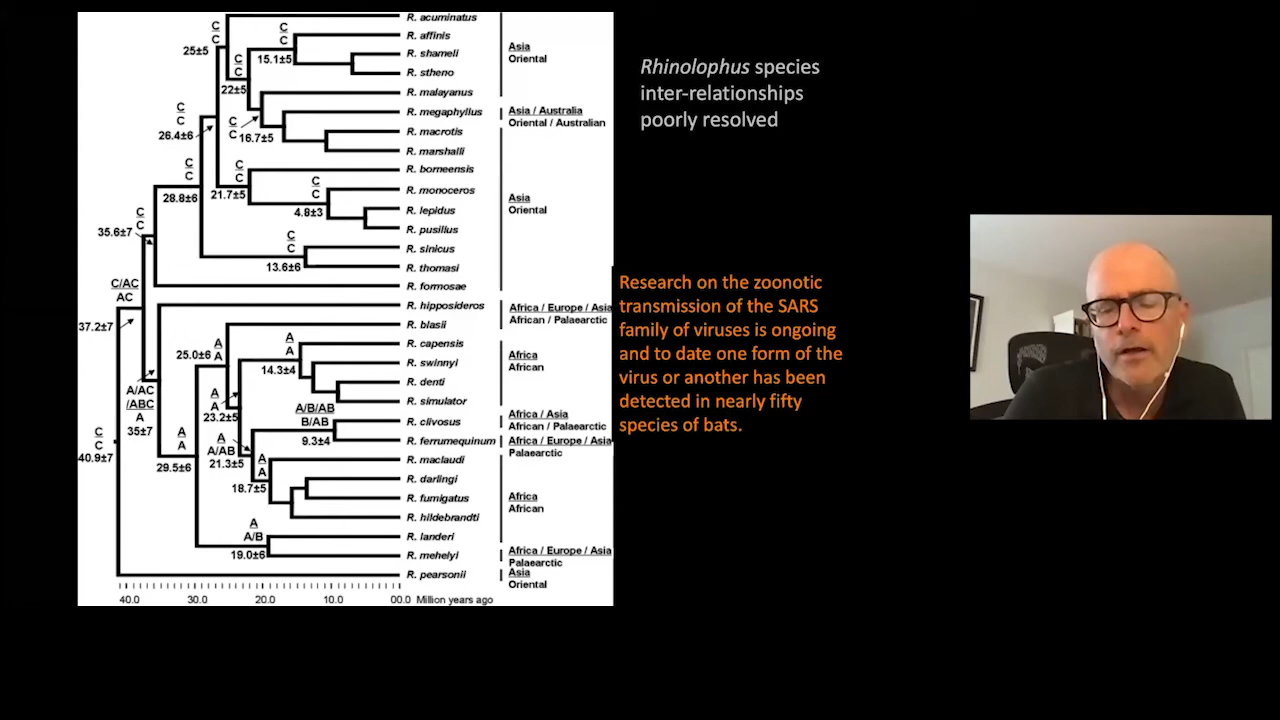 R. acuminatus
R. affinis
R. shameli
R. stheno
R. malayanus
R. megaphyllus
R. macrotis
R. marshalli
R. borneensis
R. monoceros
R. lepidus
R. pusillus
R. sinicus
R. thomasi
R. formosae
R. hipposideros
R. blasii
R. capensis
R. swinnyi
R. denti
R. simulator
R. clivosus
R. ferrumequinum
R. maclaudi
R. darlingi
R. fumigatus
R. hildebrandti
R. landeri
R. mehelyi
R. pearsonii
C
C
25±5
C
C
15.1±5
C
C
22±5
C
C
16.7±5
C
C
26.4±6
C
C
28.8±6
C
C
21.7±5
C
C
4.8±3
C
C
13.6±6
C
C
35.6±7
C/AC
AC
37.2±7
A/AC
/ABC
A
35±7
C
C
40.9±7
A
A
25.0±6
A
A
14.3±4
A
A
23.2±5
A/B/AB
B/AB
9.3±4
A
A/AB
21.3±5
A
A
18.7±5
A
A
29.5±6
A
A/B
19.0±6
Asia
Oriental
Asia / Australia
Oriental / Australian
Asia
Oriental
Africa / Europe / Asia
African / Palaearctic
Africa
African
Africa / Asia
African / Palaearctic
Africa / Europe / Asia
Palaearctic
Africa
African
Africa / Europe / Asia
Palaearctic
Asia
Oriental
40.0 30.0 20.0 10.0 00.0 Million years ago
Rhinolophus species
inter-relationships
poorly resolved
Research on the zoonotic
transmission of the SARS
family of viruses is ongoing
and to date one form of the
virus or another has been
detected in nearly fifty
species of bats.